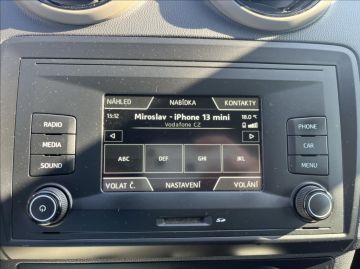 NÁHLED NABÍDKA KONTAKTY
13:12 Miroslav - iPhone 13 mini 18.0 °C
Vodafone CZ
RADIO
MEDIA
SOUND
ABC DEF GHI JKL
PHONE
CAR
MENU
VOLAT Č. NASTAVENÍ VOLÁNÍ
SD